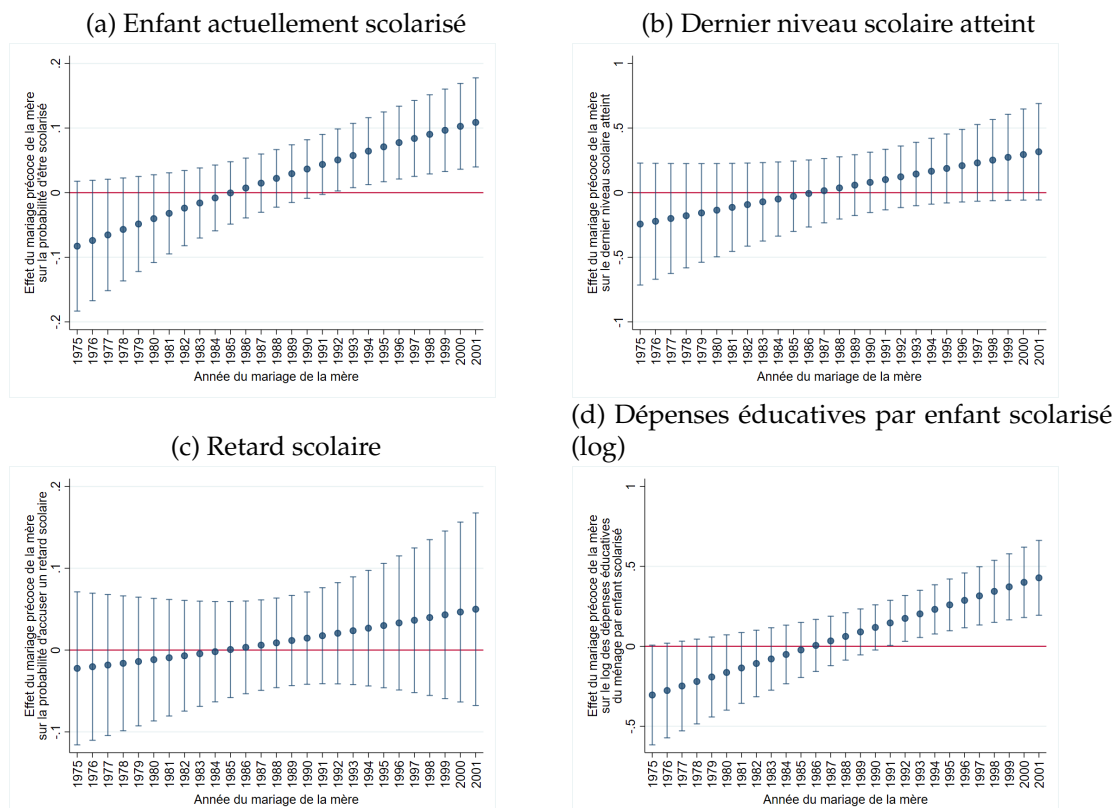 (a) Enfant actuellement scolarisé
Effet du mariage précoce de la mère
sur la probabilité d'être scolarisé
.2
.1
0
-.1
-.2
1975 1976 1977 1978 1979 1980 1981 1982 1983 1984 1985 1986 1987 1988 1989 1990 1991 1992 1993 1994 1995 1996 1997 1998 1999 2000 2001
Année du mariage de la mère
(b) Dernier niveau scolaire atteint
Effet du mariage précoce de la mère
sur le dernier niveau scolaire atteint
1
.5
0
-.5
-1
1975 1976 1977 1978 1979 1980 1981 1982 1983 1984 1985 1986 1987 1988 1989 1990 1991 1992 1993 1994 1995 1996 1997 1998 1999 2000 2001
Année du mariage de la mère
(c) Retard scolaire
Effet du mariage précoce de la mère
sur la probabilité d'accuser un retard scolaire
.2
.1
0
-.1
1975 1976 1977 1978 1979 1980 1981 1982 1983 1984 1985 1986 1987 1988 1989 1990 1991 1992 1993 1994 1995 1996 1997 1998 1999 2000 2001
Année du mariage de la mère
(d) Dépenses éducatives par enfant scolarisé
(log)
Effet du mariage précoce de la mère
sur le log des dépenses éducatives
du ménage par enfant scolarisé
1
.5
0
-.5
1975 1976 1977 1978 1979 1980 1981 1982 1983 1984 1985 1986 1987 1988 1989 1990 1991 1992 1993 1994 1995 1996 1997 1998 1999 2000 2001
Année du mariage de la mère